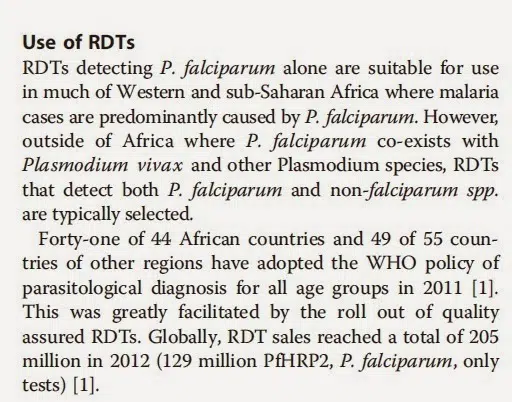 Use of RDTs
RDTs detecting P. falciparum alone are suitable for use
in much of Western and sub-Saharan Africa where malaria
cases are predominantly caused by P. falciparum. However,
outside of Africa where P. falciparum co-exists with
Plasmodium vivax and other Plasmodium species, RDTs
that detect both P. falciparum and non-falciparum spp.
are typically selected.
Forty-one of 44 African countries and 49 of 55 coun-
tries of other regions have adopted the WHO policy of
parasitological diagnosis for all age groups in 2011 [1].
This was greatly facilitated by the roll out of quality
assured RDTs. Globally, RDT sales reached a total of 205
million in 2012 (129 million PfHRP2, P. falciparum, only
tests) [1].